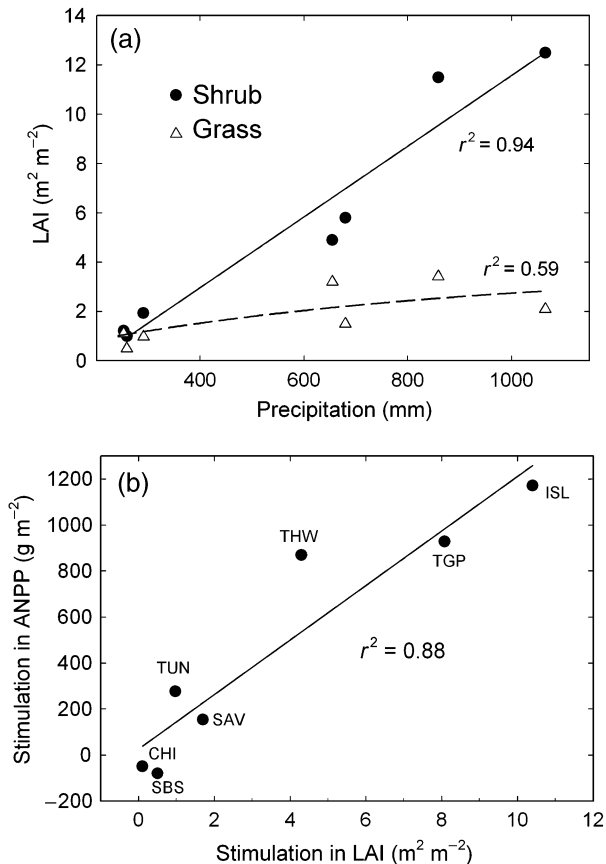 (a)
Shrub
Grass
r² = 0.94
r² = 0.59
LAI (m² m⁻²)
14
12
10
8
6
4
2
0
400 600 800 1000
Precipitation (mm)
(b)
ISL
THW
TGP
r² = 0.88
TUN
SAV
CHI
SBS
Stimulation in ANPP (g m⁻²)
1200
1000
800
600
400
200
0
−200
0 2 4 6 8 10 12
Stimulation in LAI (m² m⁻²)